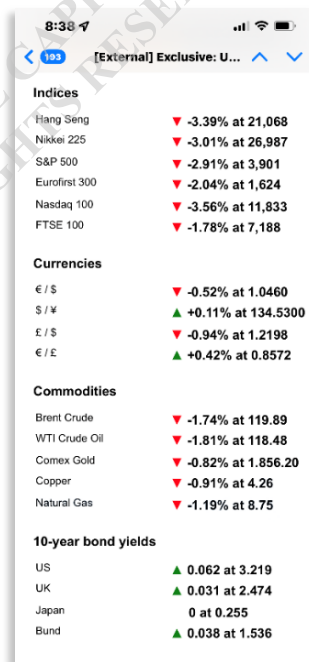 8:38
193 [External] Exclusive: U...
Indices
Hang Seng ▼ -3.39% at 21,068
Nikkei 225 ▼ -3.01% at 26,987
S&P 500 ▼ -2.91% at 3,901
Eurofirst 300 ▼ -2.04% at 1,624
Nasdaq 100 ▼ -3.56% at 11,833
FTSE 100 ▼ -1.78% at 7,188
Currencies
€ / $ ▼ -0.52% at 1.0460
$ / ¥ ▲ +0.11% at 134.5300
£ / $ ▼ -0.94% at 1.2198
€ / £ ▲ +0.42% at 0.8572
Commodities
Brent Crude ▼ -1.74% at 119.89
WTI Crude Oil ▼ -1.81% at 118.48
Comex Gold ▼ -0.82% at 1.856.20
Copper ▼ -0.91% at 4.26
Natural Gas ▼ -1.19% at 8.75
10-year bond yields
US ▲ 0.062 at 3.219
UK ▲ 0.031 at 2.474
Japan 0 at 0.255
Bund ▲ 0.038 at 1.536